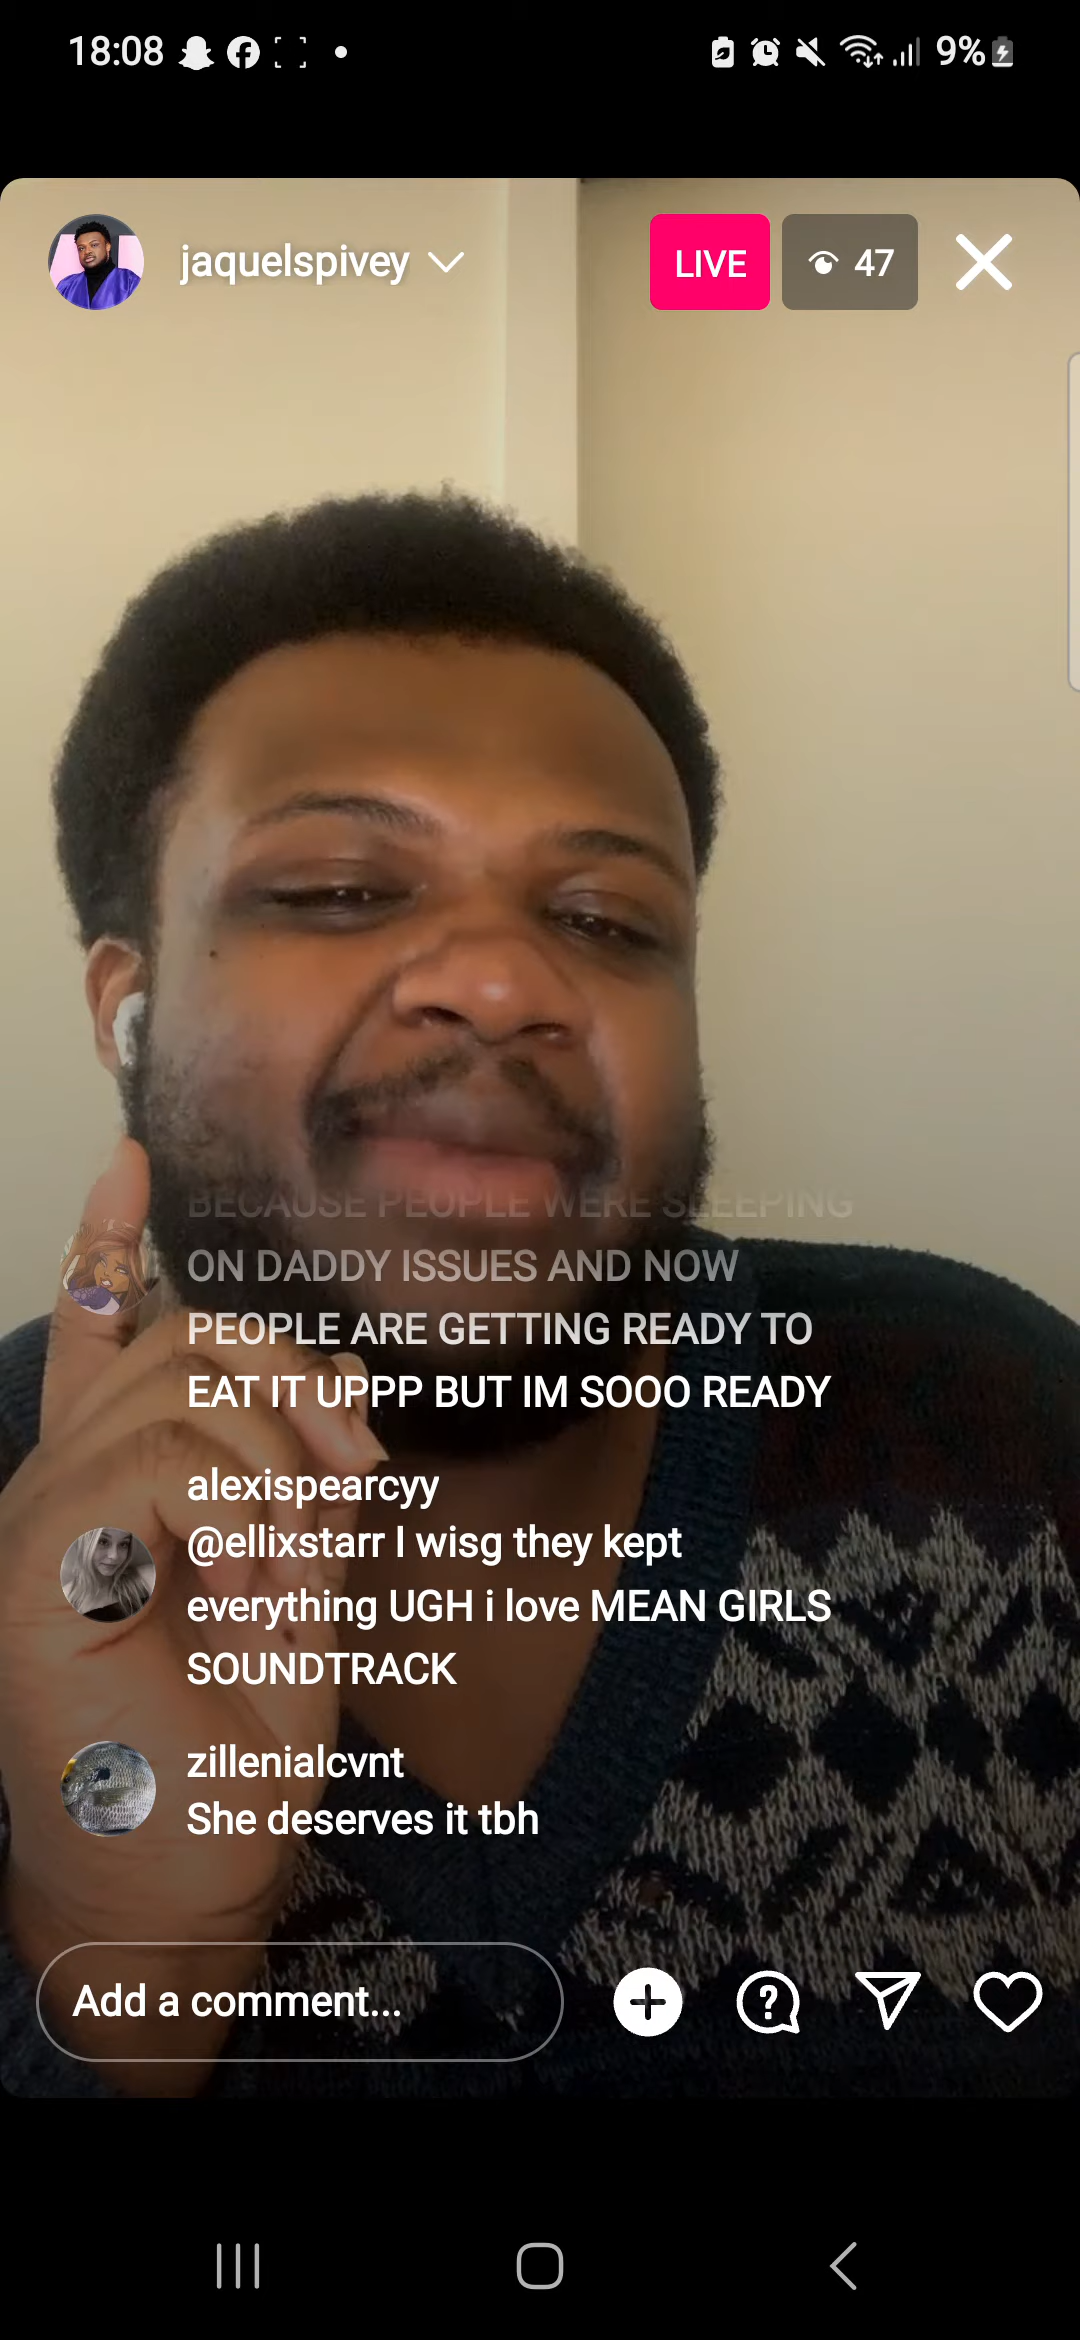 18:08
9%
jaquelspivey
LIVE
47
BECAUSE PEOPLE WERE SLEEPING
ON DADDY ISSUES AND NOW
PEOPLE ARE GETTING READY TO
EAT IT UPPP BUT IM SOOO READY
alexispearcyy
@ellixstarr I wisg they kept
everything UGH i love MEAN GIRLS
SOUNDTRACK
zillenialcvnt
She deserves it tbh
Add a comment...